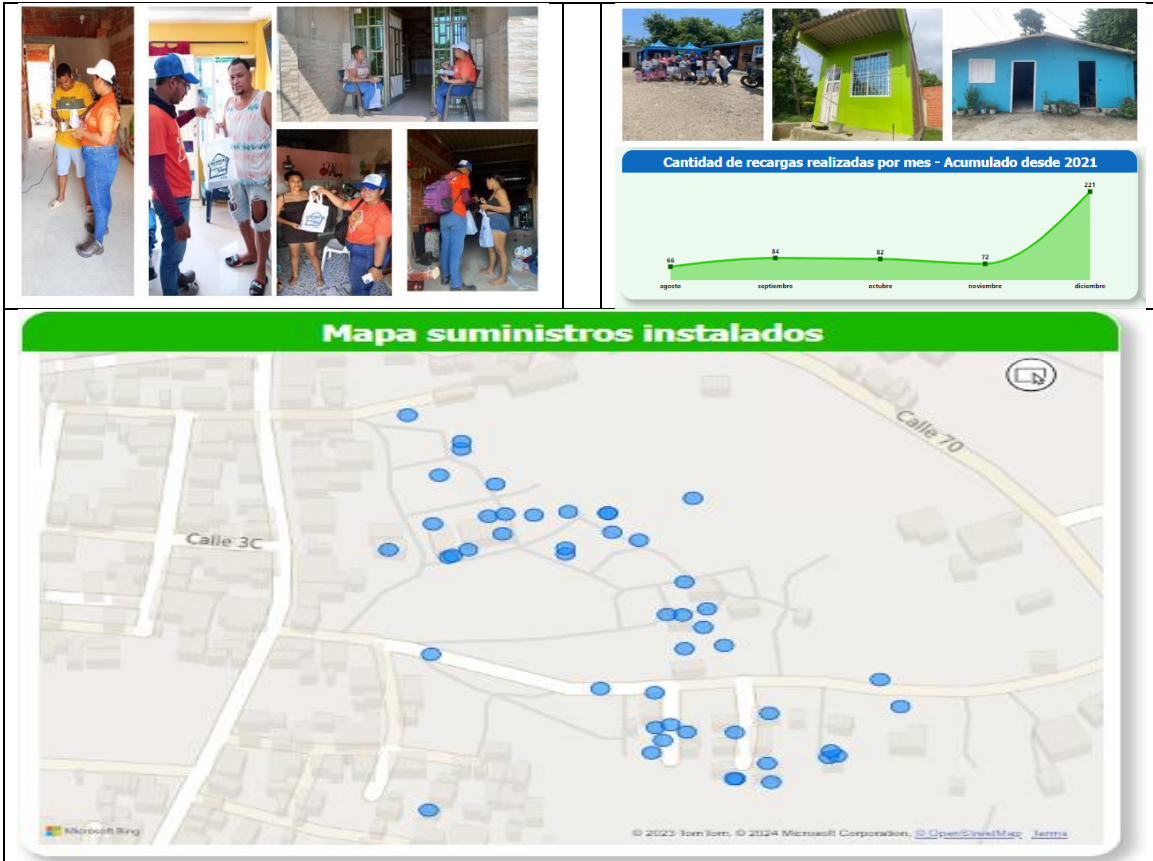 Cantidad de recargas realizadas por mes - Acumulado desde 2021
66
84
82
72
221
agosto
septiembre
octubre
noviembre
diciembre
Mapa suministros instalados
Calle 70
Calle 3C
Microsoft Bing
© 2023 TomTom, © 2024 Microsoft Corporation, © OpenStreetMap Terms